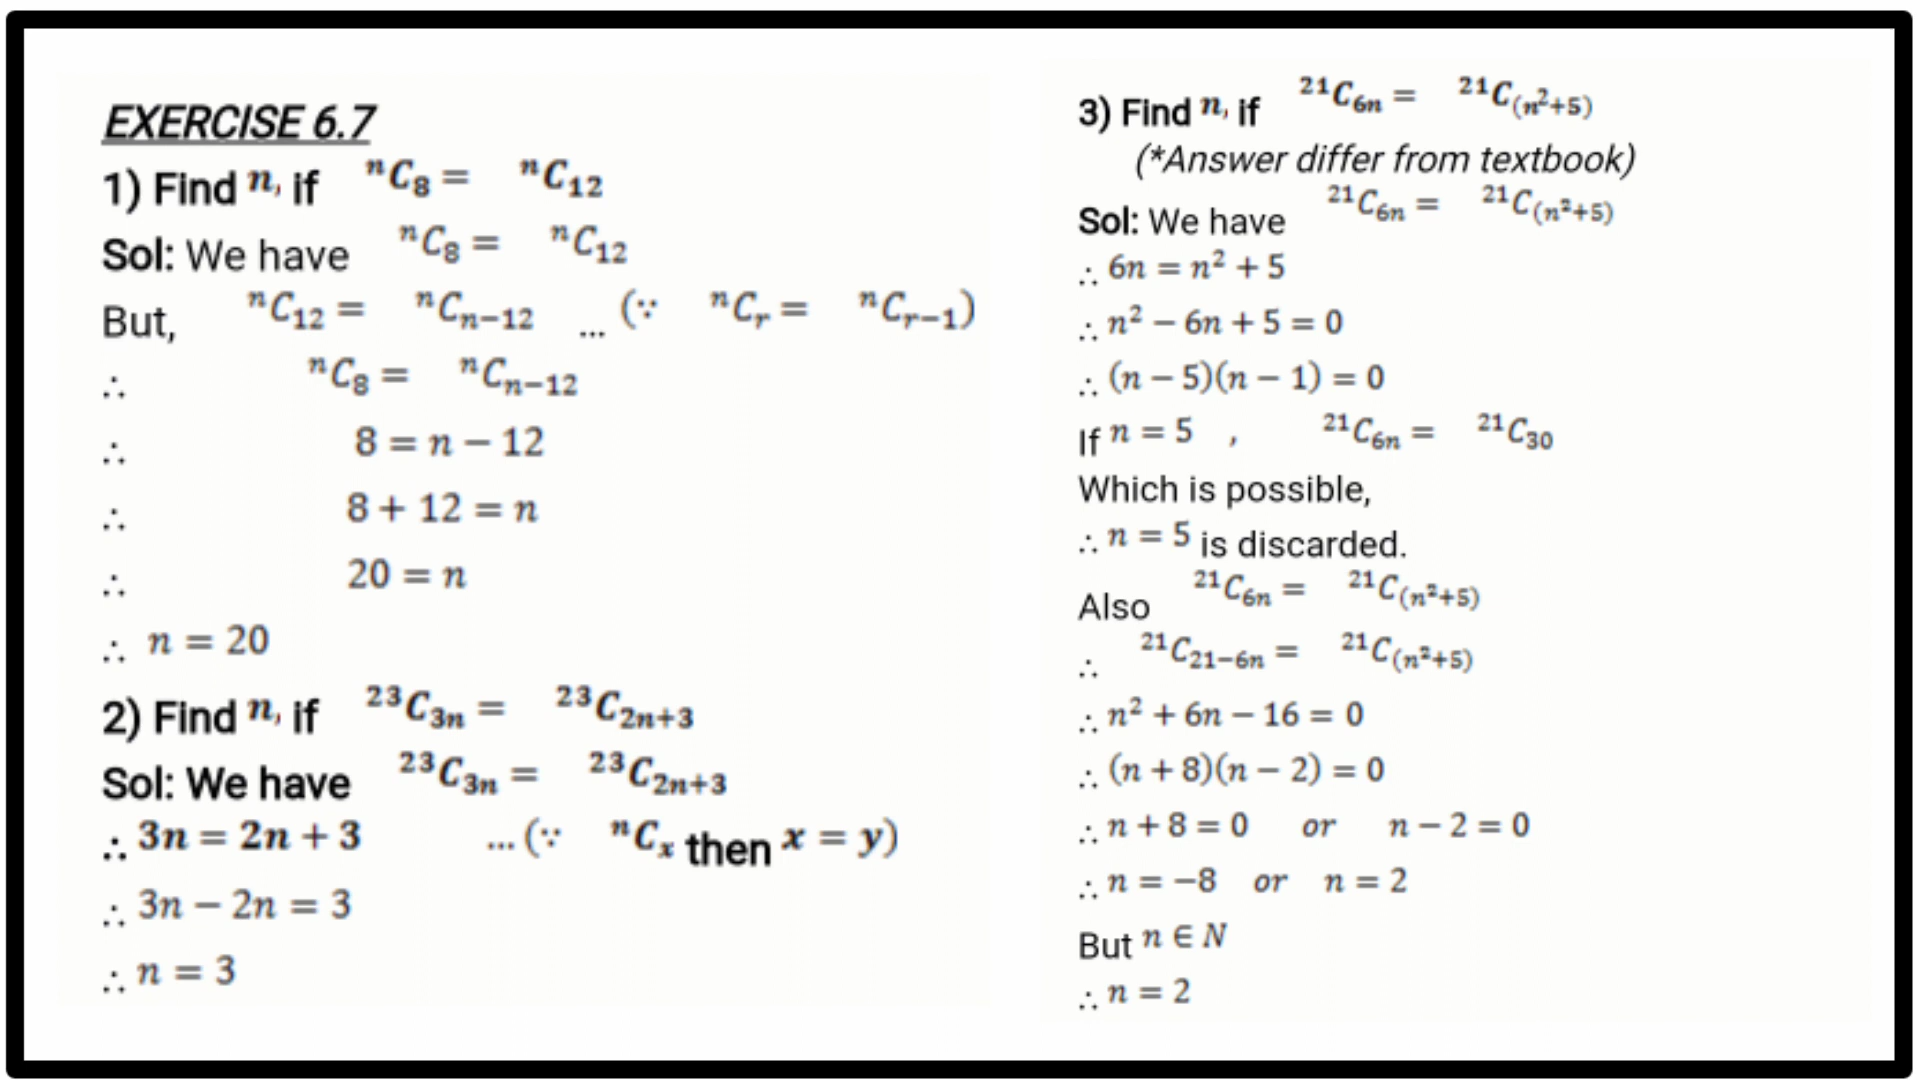 EXERCISE 6.7
1) Find n, if ⁿC₈ = ⁿC₁₂
Sol: We have ⁿC₈ = ⁿC₁₂
But, ⁿC₁₂ = ⁿCₙ₋₁₂ ... (∵ ⁿCᵣ = ⁿCᵣ₋₁)
∴ ⁿC₈ = ⁿCₙ₋₁₂
∴ 8 = n − 12
∴ 8 + 12 = n
∴ 20 = n
∴ n = 20
2) Find n, if ²³C₃ₙ = ²³C₂ₙ₊₃
Sol: We have ²³C₃ₙ = ²³C₂ₙ₊₃
∴ 3n = 2n + 3 ... (∵ ⁿCₓ then x = y)
∴ 3n − 2n = 3
∴ n = 3
3) Find n, if ²¹C₆ₙ = ²¹C₍ₙ²₊₅₎
(*Answer differ from textbook)
Sol: We have ²¹C₆ₙ = ²¹C₍ₙ²₊₅₎
∴ 6n = n² + 5
∴ n² − 6n + 5 = 0
∴ (n − 5)(n − 1) = 0
If n = 5 , ²¹C₆ₙ = ²¹C₃₀
Which is possible,
∴ n = 5 is discarded.
Also ²¹C₆ₙ = ²¹C₍ₙ²₊₅₎
∴ ²¹C₂₁₋₆ₙ = ²¹C₍ₙ²₊₅₎
∴ n² + 6n − 16 = 0
∴ (n + 8)(n − 2) = 0
∴ n + 8 = 0 or n − 2 = 0
∴ n = −8 or n = 2
But n ∈ N
∴ n = 2